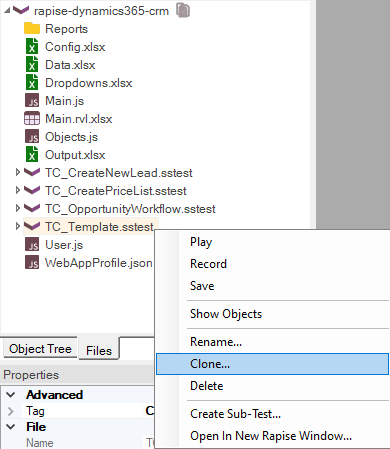 rapise-dynamics365-crm
Reports
Config.xlsx
Data.xlsx
Dropdowns.xlsx
Main.js
Main.rvl.xlsx
Objects.js
Output.xlsx
TC_CreateNewLead.sstest
TC_CreatePriceList.sstest
TC_OpportunityWorkflow.sstest
TC_Template.sstest
User.js
WebAppProfile.json
Play
Record
Save
Show Objects
Rename...
Clone...
Delete
Create Sub-Test...
Open In New Rapise Window...
Object Tree
Files
Properties
Advanced
Tag C
File
Name